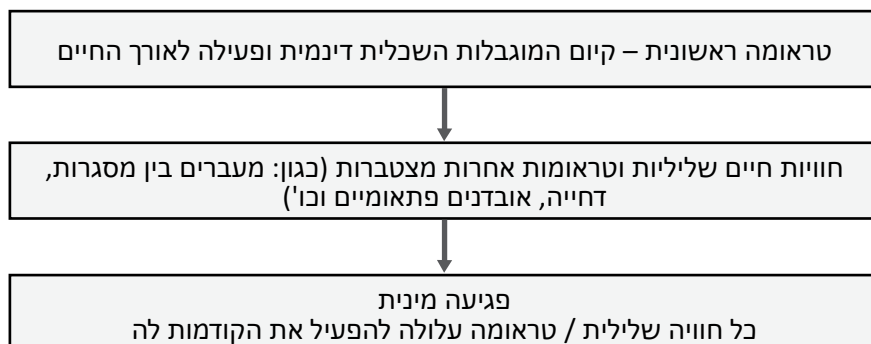 טראומה ראשונית – קיום המוגבלות השכלית דינמית ופעילה לאורך החיים
חוויות חיים שליליות וטראומות אחרות מצטברות (כגון: מעברים בין מסגרות,
דחייה, אובדנים פתאומיים וכו')
פגיעה מינית
כל חוויה שלילית / טראומה עלולה להפעיל את הקודמות לה